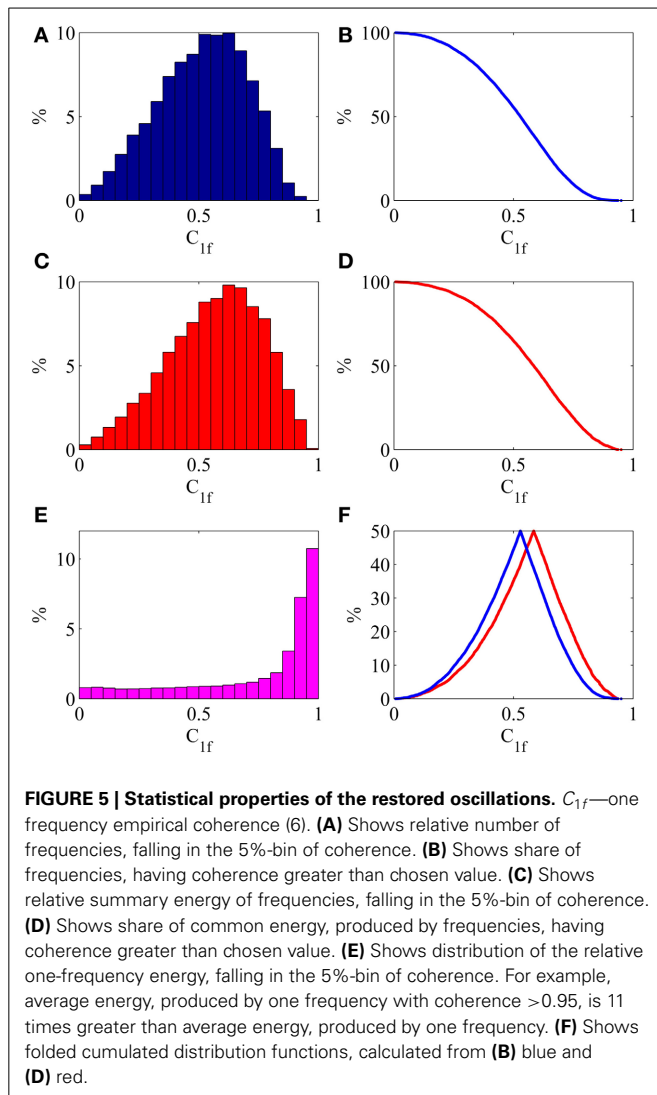 A
B
10
5
0
%
0
0.5
1
C1f
100
50
0
%
0
0.5
1
C1f
C
D
10
5
0
%
0
0.5
1
C1f
100
50
0
%
0
0.5
1
C1f
E
F
10
5
0
%
0
0.5
1
C1f
50
40
30
20
10
0
%
0
0.5
1
C1f
FIGURE 5 | Statistical properties of the restored oscillations. C1f—one
frequency empirical coherence (6). (A) Shows relative number of
frequencies, falling in the 5%-bin of coherence. (B) Shows share of
frequencies, having coherence greater than chosen value. (C) Shows
relative summary energy of frequencies, falling in the 5%-bin of coherence.
(D) Shows share of common energy, produced by frequencies, having
coherence greater than chosen value. (E) Shows distribution of the relative
one-frequency energy, falling in the 5%-bin of coherence. For example,
average energy, produced by one frequency with coherence >0.95, is 11
times greater than average energy, produced by one frequency. (F) Shows
folded cumulated distribution functions, calculated from (B) blue and
(D) red.